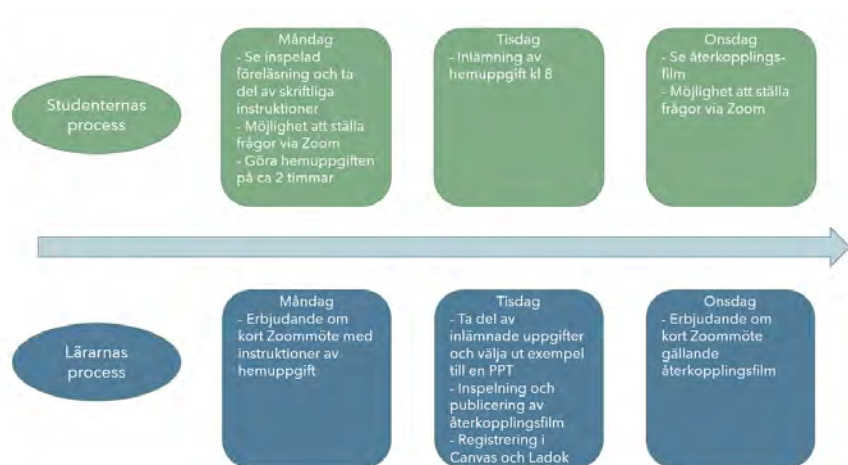 Studenternas
process
Måndag
- Se inspelad
föreläsning och ta
del av skriftliga
instruktioner
- Möjlighet att ställa
frågor via Zoom
- Göra hemuppgiften
på ca 2 timmar
Tisdag
- Inlämning av
hemuppgift kl 8
Onsdag
- Se återkopplings-
film
- Möjlighet att ställa
frågor via Zoom
Lärarnas
process
Måndag
- Erbjudande om
kort Zoommöte med
instruktioner av
hemuppgift
Tisdag
- Ta del av
inlämnade uppgifter
och välja ut exempel
till en PPT
- Inspelning och
publicering av
återkopplingsfilm
- Registrering i
Canvas och Ladok
Onsdag
- Erbjudande om
kort Zoommöte
gällande
återkopplingsfilm